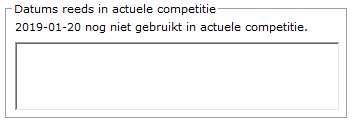 Datums reeds in actuele competitie
2019-01-20 nog niet gebruikt in actuele competitie.